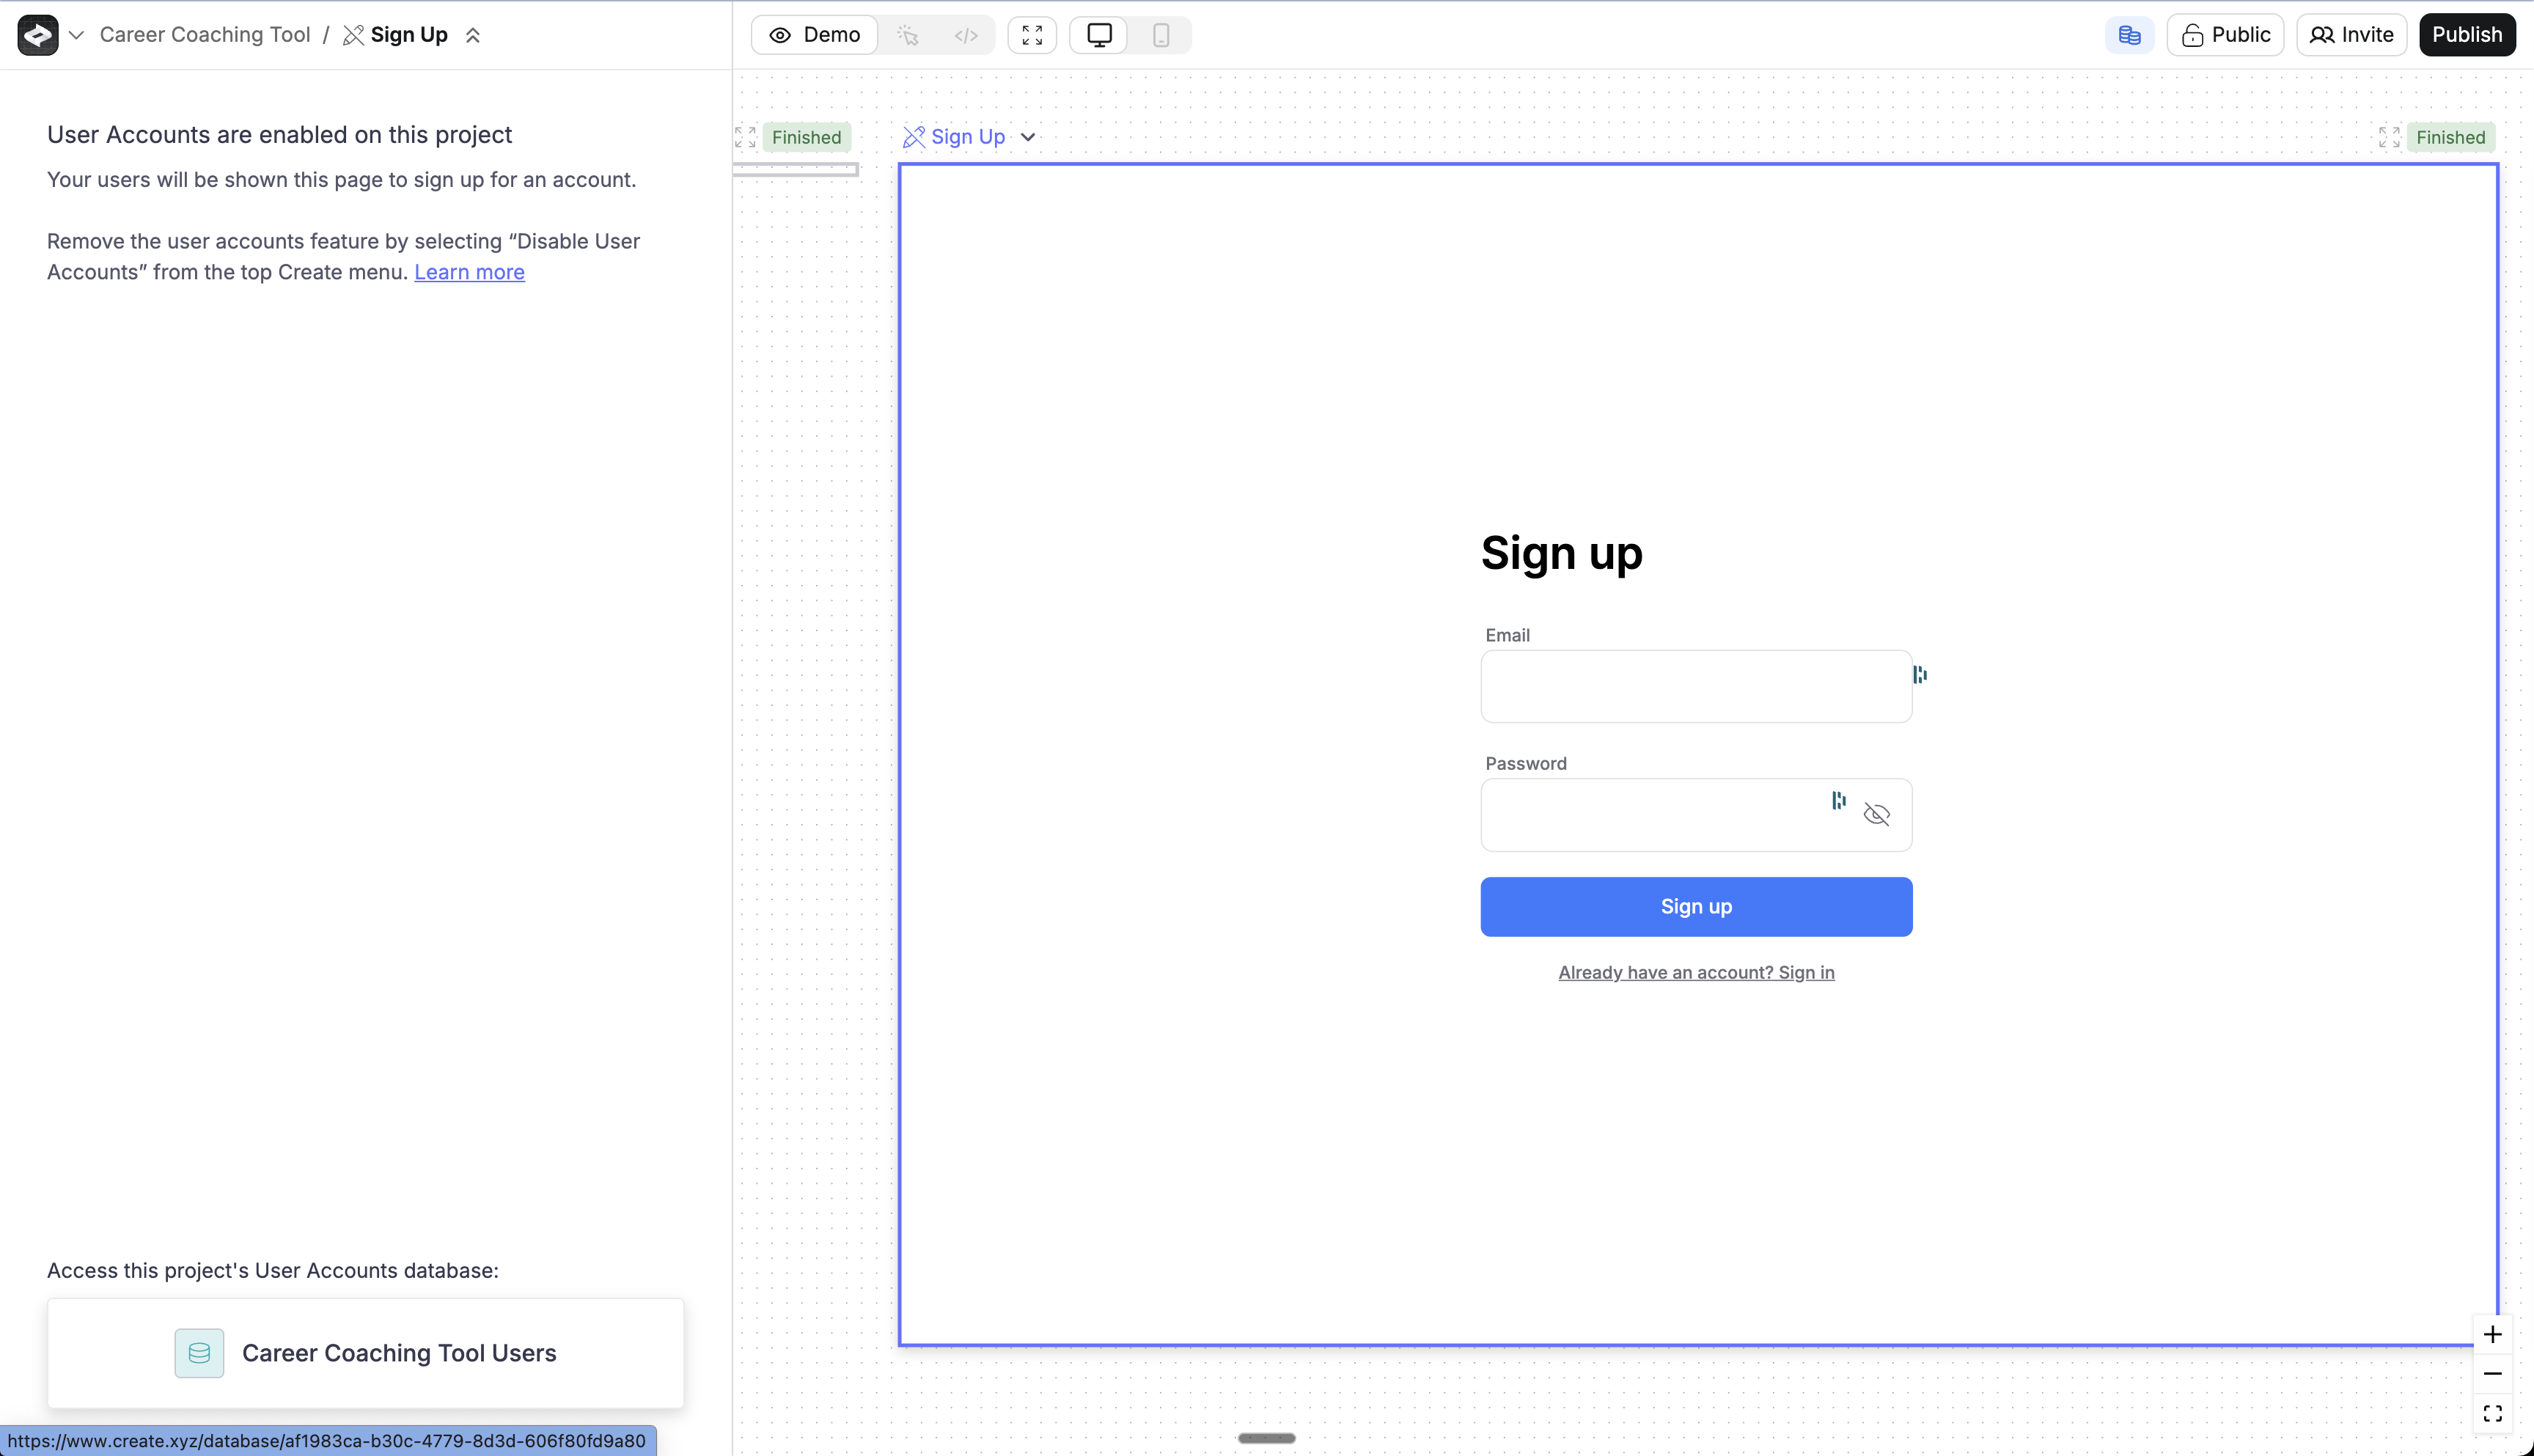 Career Coaching Tool / Sign Up
Demo
Public
Invite
Publish
User Accounts are enabled on this project
Your users will be shown this page to sign up for an account.
Remove the user accounts feature by selecting “Disable User
Accounts” from the top Create menu. Learn more
Access this project's User Accounts database:
Career Coaching Tool Users
https://www.create.xyz/database/af1983ca-b30c-4779-8d3d-606f80fd9a80
Finished
Sign Up
Finished
Sign up
Email
Password
Sign up
Already have an account? Sign in